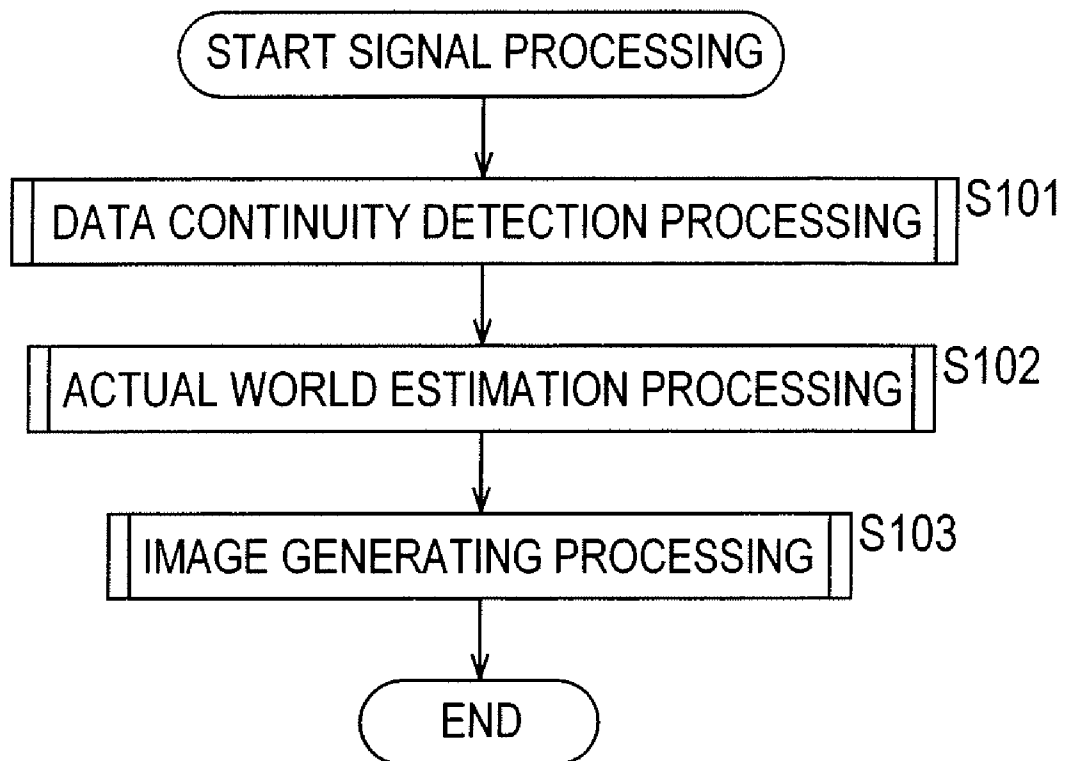 START SIGNAL PROCESSING
DATA CONTINUITY DETECTION PROCESSING
S101
ACTUAL WORLD ESTIMATION PROCESSING
S102
IMAGE GENERATING PROCESSING
S103
END